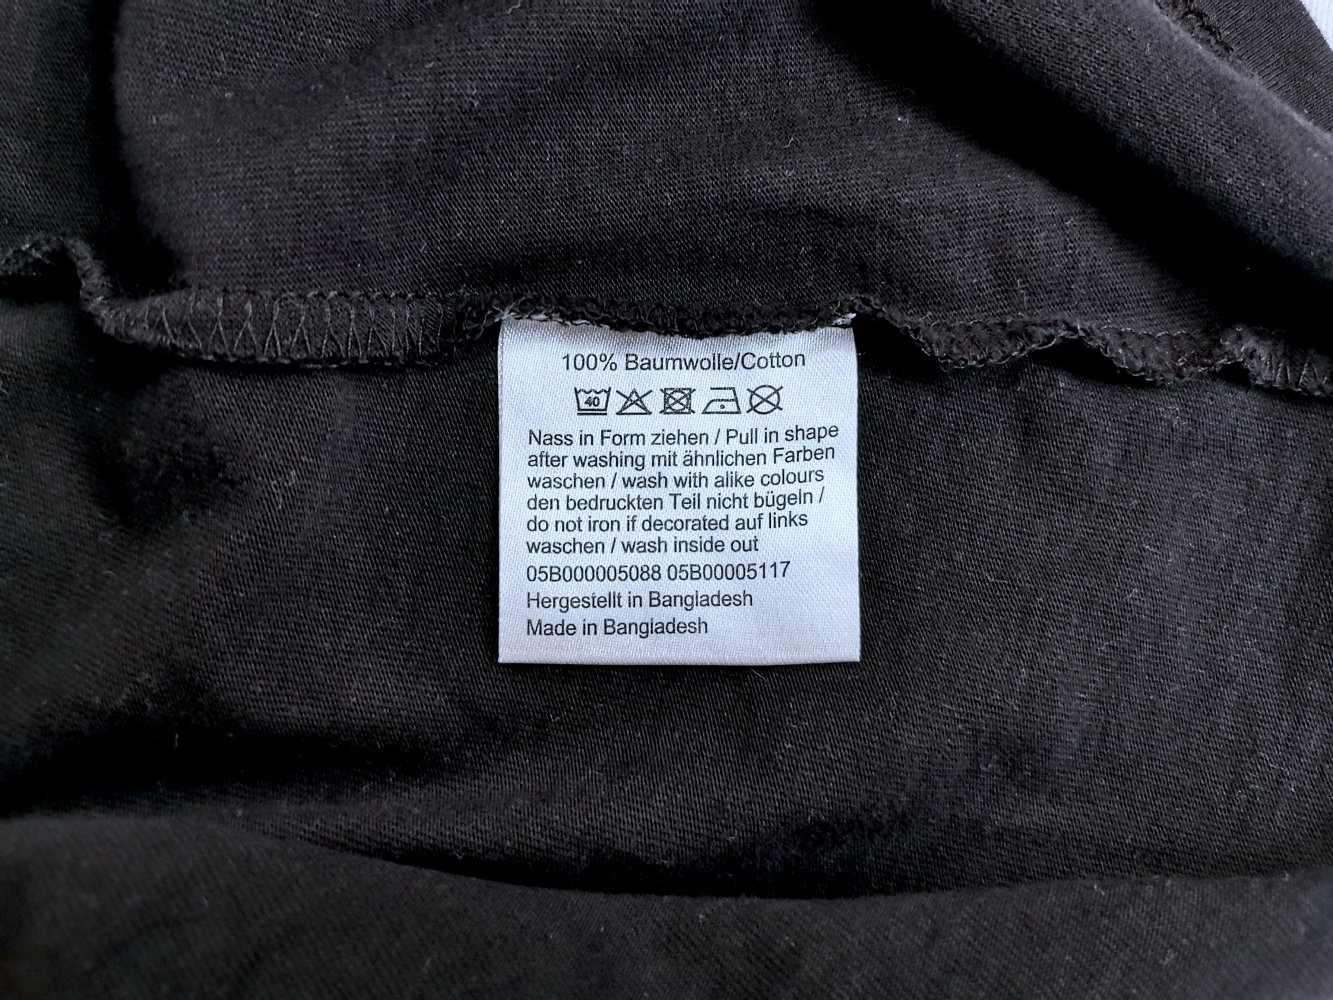 100% Baumwolle/Cotton
40
Nass in Form ziehen / Pull in shape
after washing mit ähnlichen Farben
waschen / wash with alike colours
den bedruckten Teil nicht bügeln /
do not iron if decorated auf links
waschen / wash inside out
05B000005088 05B00005117
Hergestellt in Bangladesh
Made in Bangladesh